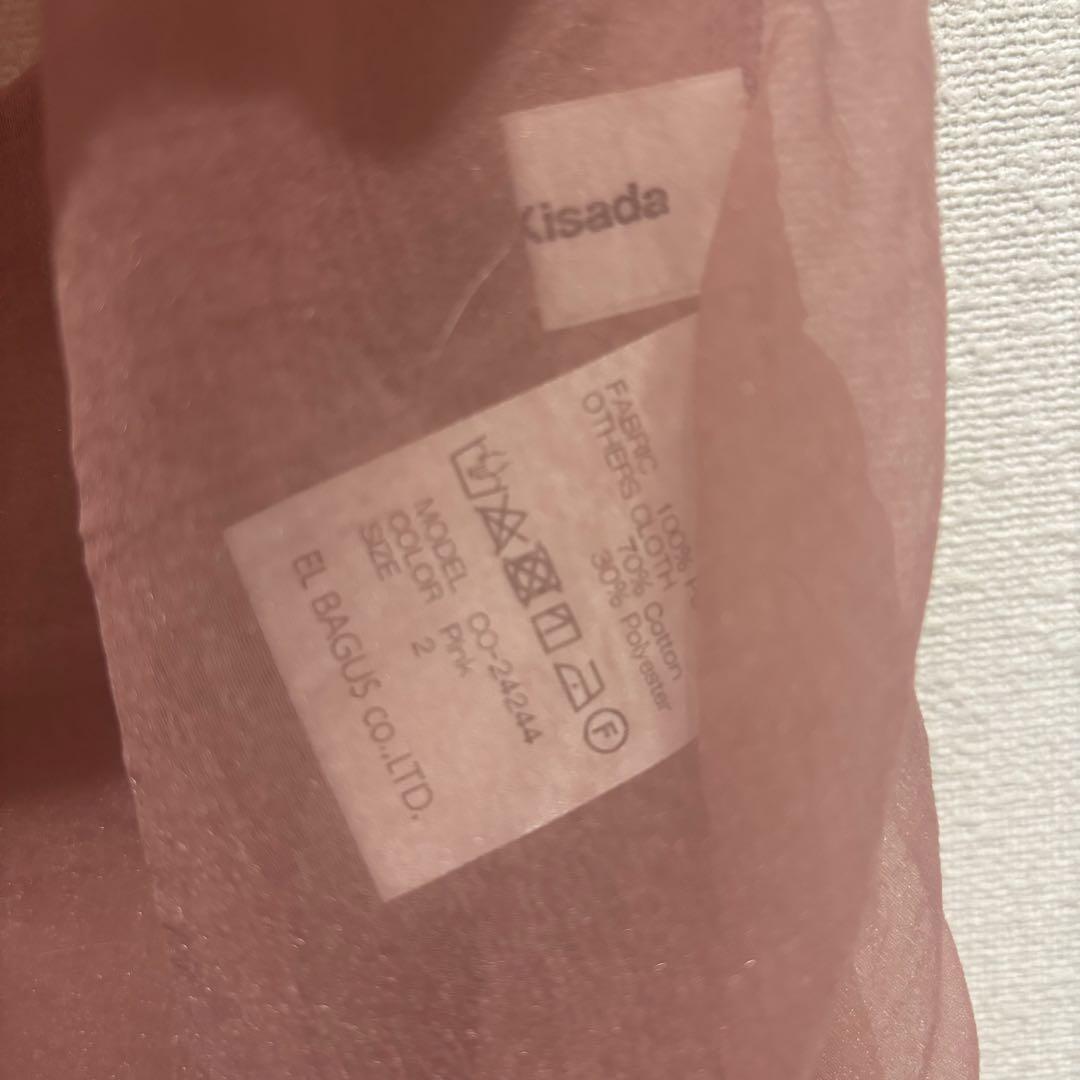 Kisada
FABRIC 100%
OTHERS CLOTH
70% Cotton
30% Polyester
F
MODEL CO-24244
COLOR Pink
SIZE 2
EL BAGUS CO.,LTD.